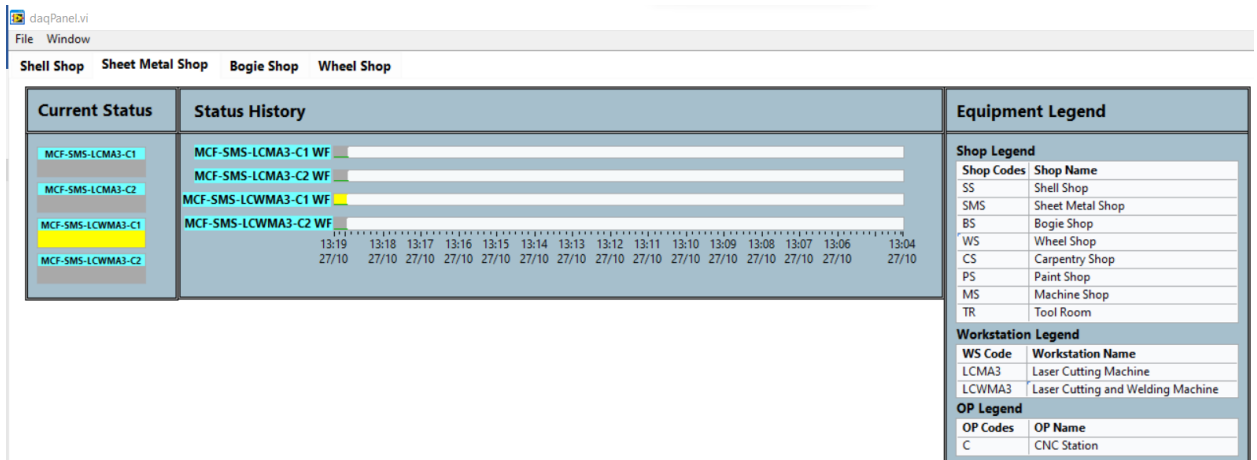 daqPanel.vi
File Window
Shell Shop Sheet Metal Shop Bogie Shop Wheel Shop
Current Status
MCF-SMS-LCMA3-C1
MCF-SMS-LCMA3-C2
MCF-SMS-LCWMA3-C1
MCF-SMS-LCWMA3-C2
Status History
MCF-SMS-LCMA3-C1 WF
MCF-SMS-LCMA3-C2 WF
MCF-SMS-LCWMA3-C1 WF
MCF-SMS-LCWMA3-C2 WF
13:19 13:18 13:17 13:16 13:15 13:14 13:13 13:12 13:11 13:10 13:09 13:08 13:07 13:06 13:04
27/10 27/10 27/10 27/10 27/10 27/10 27/10 27/10 27/10 27/10 27/10 27/10 27/10 27/10 27/10
Equipment Legend
Shop Legend
Shop Codes Shop Name
SS Shell Shop
SMS Sheet Metal Shop
BS Bogie Shop
WS Wheel Shop
CS Carpentry Shop
PS Paint Shop
MS Machine Shop
TR Tool Room
Workstation Legend
WS Code Workstation Name
LCMA3 Laser Cutting Machine
LCWMA3 Laser Cutting and Welding Machine
OP Legend
OP Codes OP Name
C CNC Station